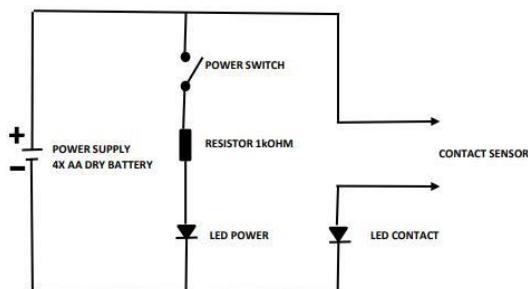 POWER SWITCH
+
POWER SUPPLY
4X AA DRY BATTERY
−
RESISTOR 1kOHM
CONTACT SENSOR
LED POWER
LED CONTACT